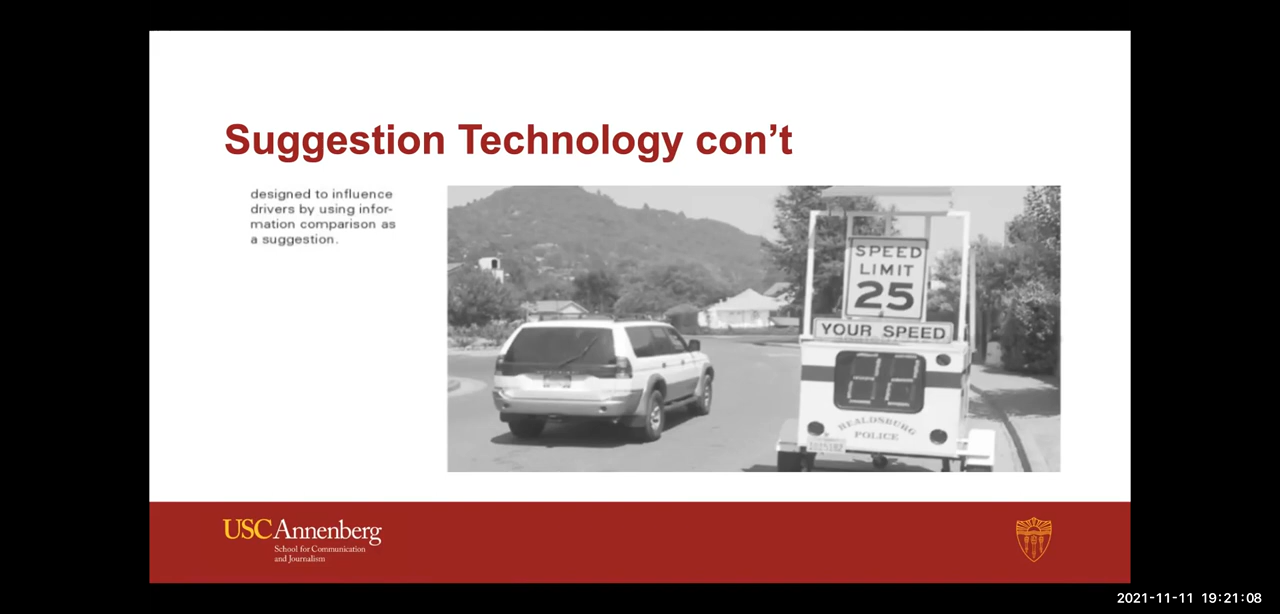 Suggestion Technology con't
designed to influence
drivers by using infor-
mation comparison as
a suggestion.
SPEED
LIMIT
25
YOUR SPEED
HEALDSBURG
POLICE
USC Annenberg
School for Communication
and Journalism
2021-11-11 19:21:08